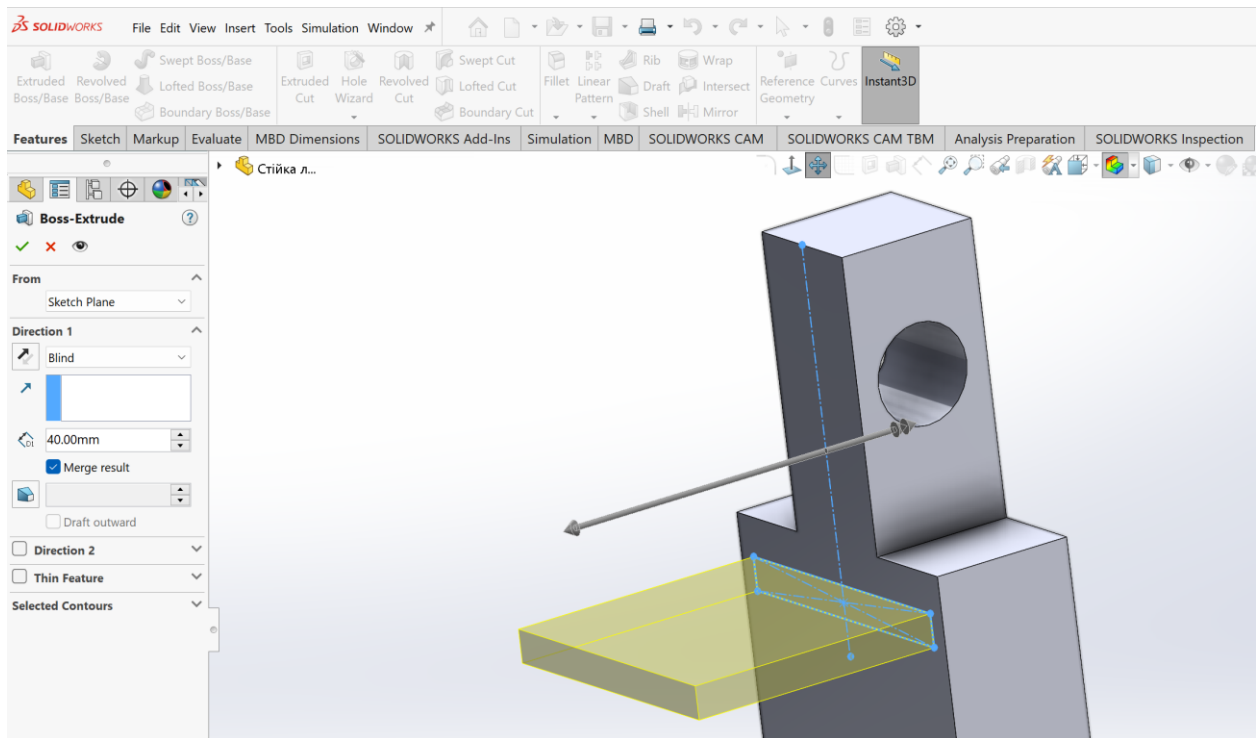 SOLIDWORKS File Edit View Insert Tools Simulation Window
Extruded Boss/Base
Revolved Boss/Base
Swept Boss/Base
Lofted Boss/Base
Boundary Boss/Base
Extruded Cut
Hole Wizard
Revolved Cut
Swept Cut
Lofted Cut
Boundary Cut
Fillet
Linear Pattern
Rib
Draft
Shell
Wrap
Intersect
Mirror
Reference Geometry
Curves
Instant3D
Features Sketch Markup Evaluate MBD Dimensions SOLIDWORKS Add-Ins Simulation MBD SOLIDWORKS CAM SOLIDWORKS CAM TBM Analysis Preparation SOLIDWORKS Inspection
Стійка л...
Boss-Extrude
From
Sketch Plane
Direction 1
Blind
D1
40.00mm
Merge result
Draft outward
Direction 2
Thin Feature
Selected Contours